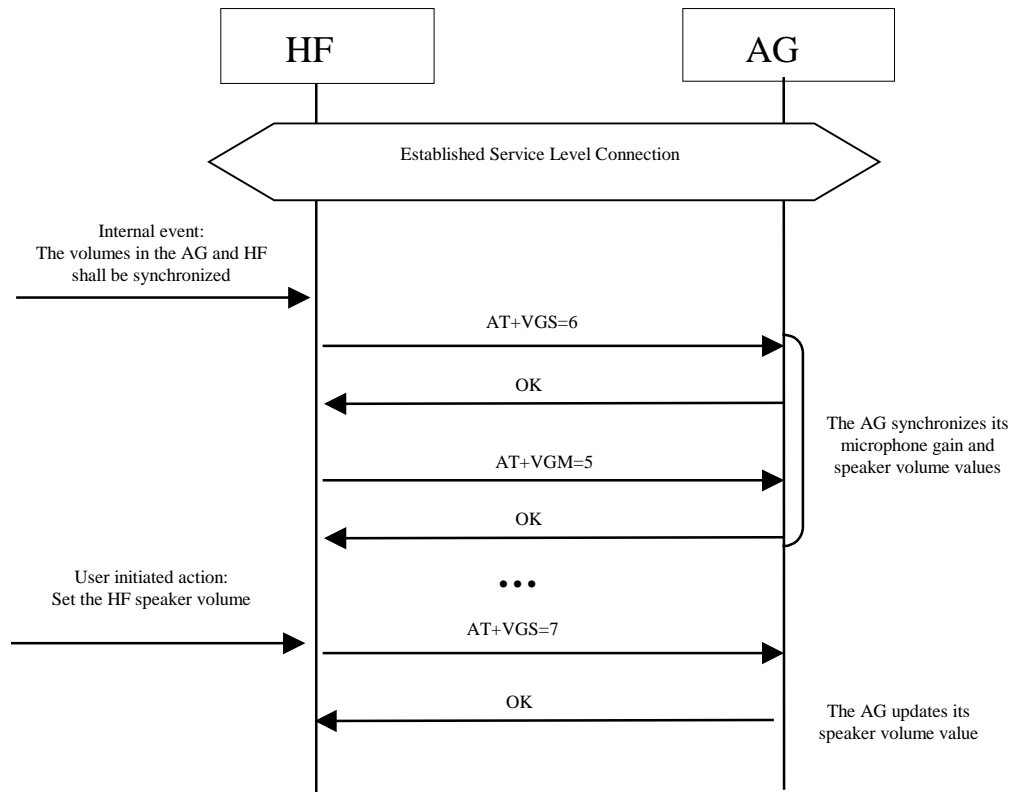 HF
AG
Established Service Level Connection
Internal event:
The volumes in the AG and HF
shall be synchronized
AT+VGS=6
OK
The AG synchronizes its
microphone gain and
speaker volume values
AT+VGM=5
OK
User initiated action:
Set the HF speaker volume
•••
AT+VGS=7
OK
The AG updates its
speaker volume value